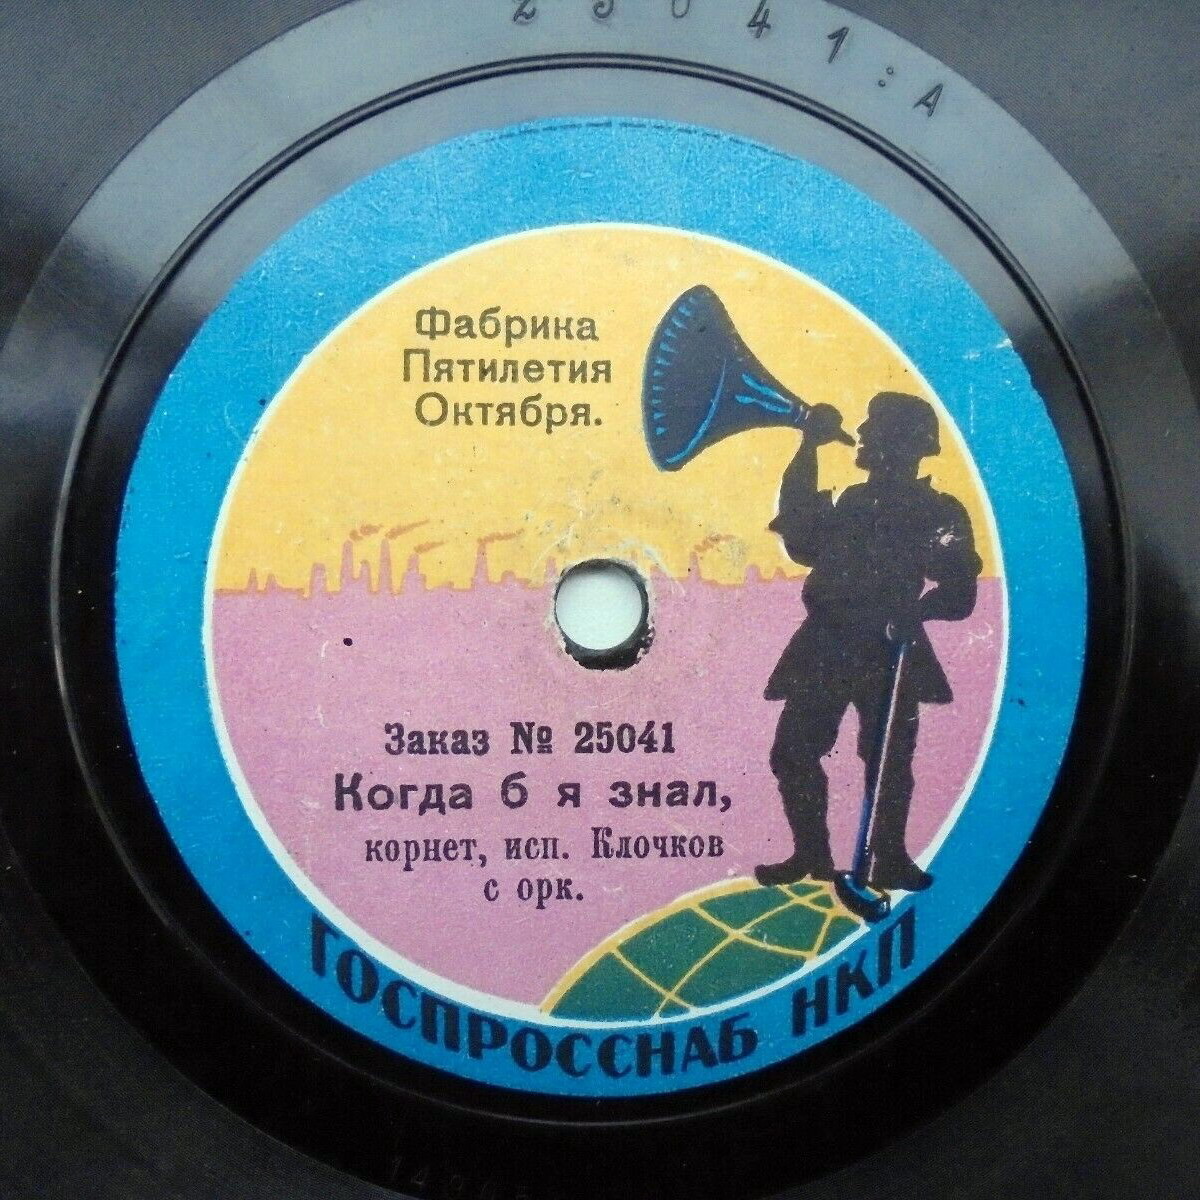 25041:A
Фабрика
Пятилетия
Октября.
Заказ № 25041
Когда б я знал,
корнет, исп. Клочков
с орк.
ГОСПРОССНАБ НКП